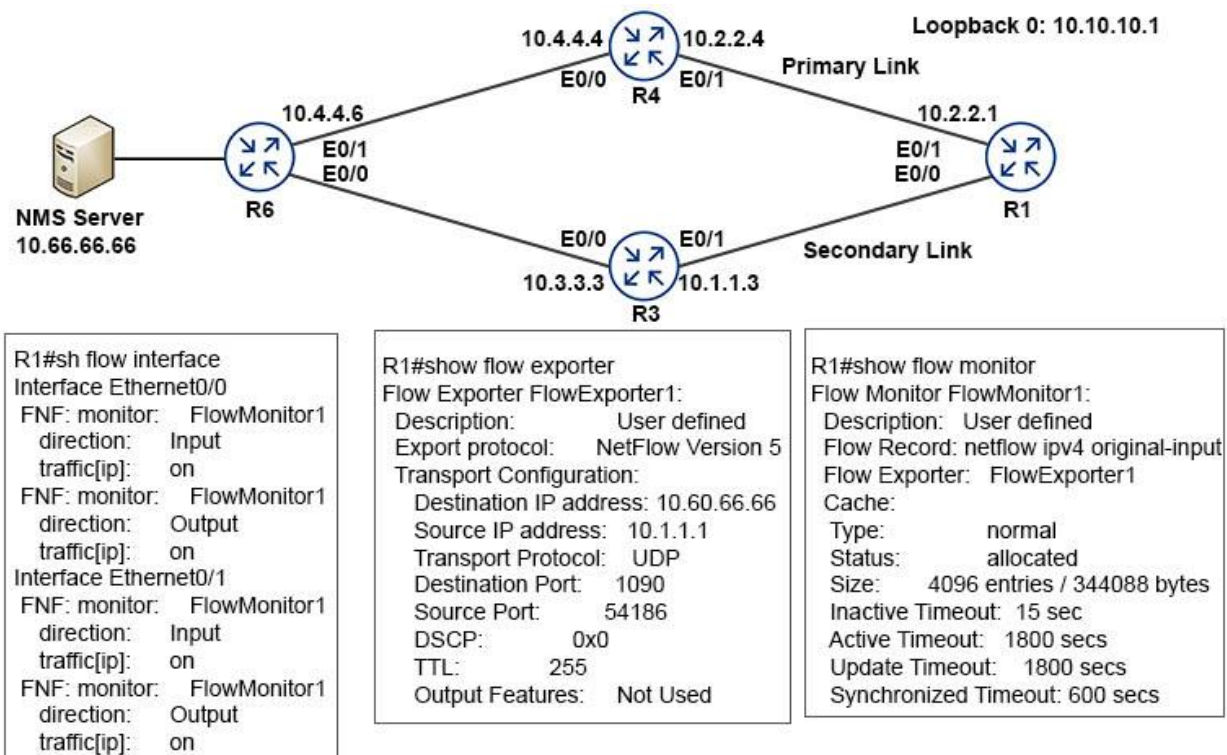 Loopback 0: 10.10.10.1
10.4.4.4
10.2.2.4
E0/0
E0/1
R4
Primary Link
10.4.4.6
10.2.2.1
E0/1
E0/0
R6
E0/1
E0/0
R1
NMS Server
10.66.66.66
E0/0
E0/1
Secondary Link
10.3.3.3
10.1.1.3
R3
R1#sh flow interface
Interface Ethernet0/0
FNF: monitor: FlowMonitor1
direction: Input
traffic[ip]: on
FNF: monitor: FlowMonitor1
direction: Output
traffic[ip]: on
Interface Ethernet0/1
FNF: monitor: FlowMonitor1
direction: Input
traffic[ip]: on
FNF: monitor: FlowMonitor1
direction: Output
traffic[ip]: on
R1#show flow exporter
Flow Exporter FlowExporter1:
Description: User defined
Export protocol: NetFlow Version 5
Transport Configuration:
Destination IP address: 10.60.66.66
Source IP address: 10.1.1.1
Transport Protocol: UDP
Destination Port: 1090
Source Port: 54186
DSCP: 0x0
TTL: 255
Output Features: Not Used
R1#show flow monitor
Flow Monitor FlowMonitor1:
Description: User defined
Flow Record: netflow ipv4 original-input
Flow Exporter: FlowExporter1
Cache:
Type: normal
Status: allocated
Size: 4096 entries / 344088 bytes
Inactive Timeout: 15 sec
Active Timeout: 1800 secs
Update Timeout: 1800 secs
Synchronized Timeout: 600 secs